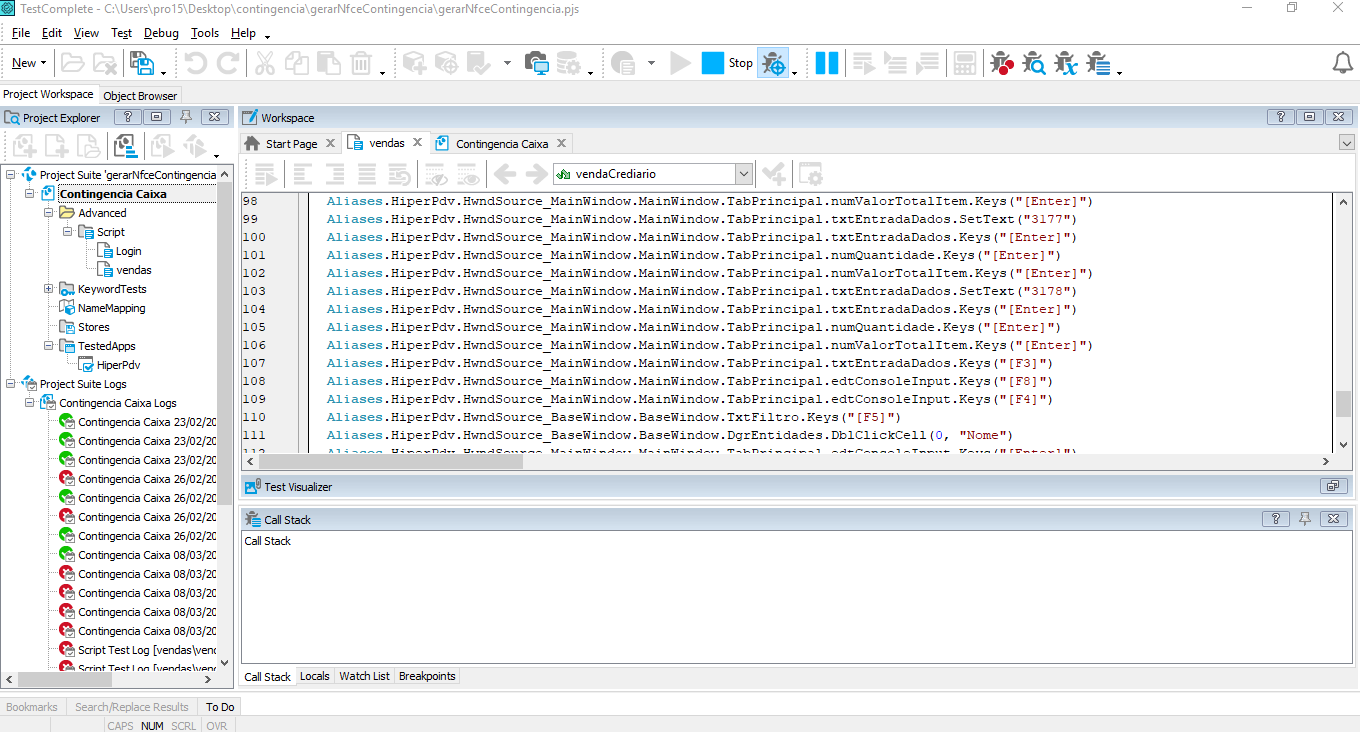 TestComplete - C:\Users\pro15\Desktop\contingencia\gerarNfceContingencia\gerarNfceContingencia.pjs
File Edit View Test Debug Tools Help
New Stop
Project Workspace Object Browser
Project Explorer
Project Suite 'gerarNfceContingencia
Contingencia Caixa
Advanced
Script
Login
vendas
KeywordTests
NameMapping
Stores
TestedApps
HiperPdv
Project Suite Logs
Contingencia Caixa Logs
Contingencia Caixa 23/02/20
Contingencia Caixa 23/02/20
Contingencia Caixa 23/02/20
Contingencia Caixa 26/02/20
Contingencia Caixa 26/02/20
Contingencia Caixa 26/02/20
Contingencia Caixa 26/02/20
Contingencia Caixa 08/03/20
Contingencia Caixa 08/03/20
Contingencia Caixa 08/03/20
Contingencia Caixa 08/03/20
Contingencia Caixa 08/03/20
Script Test Log [vendas\venc
Script Test Log [vendas\venc
Workspace
Start Page vendas Contingencia Caixa
vendaCrediario
98 Aliases.HiperPdv.HwndSource_MainWindow.MainWindow.TabPrincipal.numValorTotalItem.Keys("[Enter]")
99 Aliases.HiperPdv.HwndSource_MainWindow.MainWindow.TabPrincipal.txtEntradaDados.SetText("3177")
100 Aliases.HiperPdv.HwndSource_MainWindow.MainWindow.TabPrincipal.txtEntradaDados.Keys("[Enter]")
101 Aliases.HiperPdv.HwndSource_MainWindow.MainWindow.TabPrincipal.numQuantidade.Keys("[Enter]")
102 Aliases.HiperPdv.HwndSource_MainWindow.MainWindow.TabPrincipal.numValorTotalItem.Keys("[Enter]")
103 Aliases.HiperPdv.HwndSource_MainWindow.MainWindow.TabPrincipal.txtEntradaDados.SetText("3178")
104 Aliases.HiperPdv.HwndSource_MainWindow.MainWindow.TabPrincipal.txtEntradaDados.Keys("[Enter]")
105 Aliases.HiperPdv.HwndSource_MainWindow.MainWindow.TabPrincipal.numQuantidade.Keys("[Enter]")
106 Aliases.HiperPdv.HwndSource_MainWindow.MainWindow.TabPrincipal.numValorTotalItem.Keys("[Enter]")
107 Aliases.HiperPdv.HwndSource_MainWindow.MainWindow.TabPrincipal.txtEntradaDados.Keys("[F3]")
108 Aliases.HiperPdv.HwndSource_MainWindow.MainWindow.TabPrincipal.edtConsoleInput.Keys("[F8]")
109 Aliases.HiperPdv.HwndSource_MainWindow.MainWindow.TabPrincipal.edtConsoleInput.Keys("[F4]")
110 Aliases.HiperPdv.HwndSource_BaseWindow.BaseWindow.TxtFiltro.Keys("[F5]")
111 Aliases.HiperPdv.HwndSource_BaseWindow.BaseWindow.DgrEntidades.DblClickCell(0, "Nome")
112 Aliases.HiperPdv.HwndSource_MainWindow.MainWindow.TabPrincipal.edtConsoleInput.Keys("[Enter]")
Test Visualizer
Call Stack
Call Stack
Call Stack Locals Watch List Breakpoints
Bookmarks Search/Replace Results To Do
CAPS NUM SCRL OVR